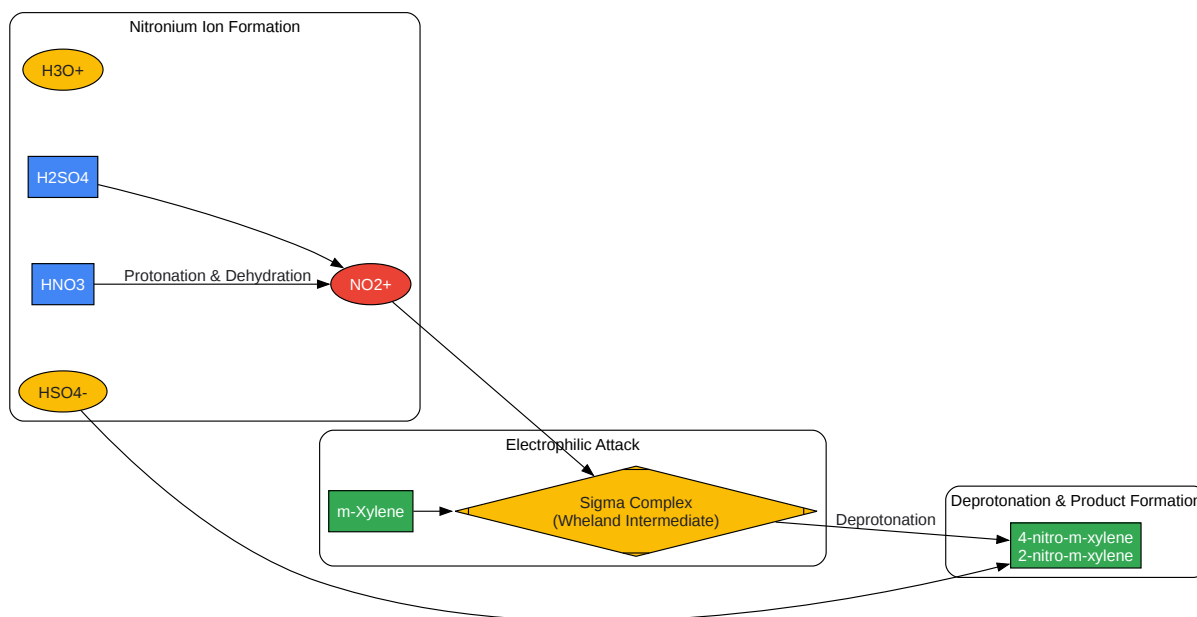 Nitronium Ion Formation
H3O+
H2SO4
HNO3
Protonation & Dehydration
NO2+
HSO4-
Electrophilic Attack
m-Xylene
Sigma Complex
(Wheland Intermediate)
Deprotonation
Deprotonation & Product Formation
4-nitro-m-xylene
2-nitro-m-xylene